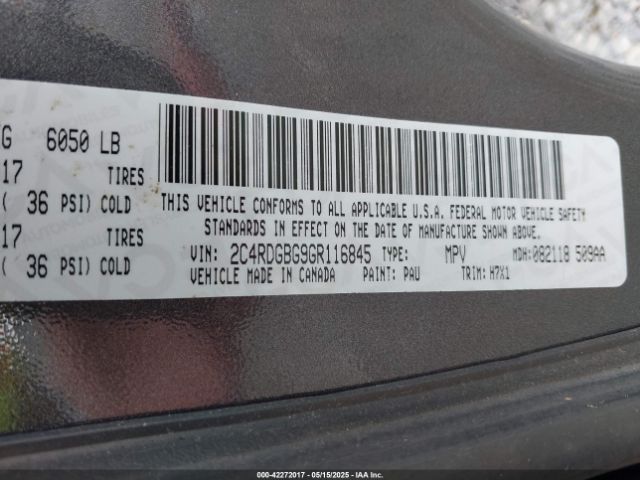 G 6050 LB
17 TIRES
( 36 PSI) COLD
17 TIRES
( 36 PSI) COLD
THIS VEHICLE CONFORMS TO ALL APPLICABLE U.S.A. FEDERAL MOTOR VEHICLE SAFETY
STANDARDS IN EFFECT ON THE DATE OF MANUFACTURE SHOWN ABOVE.
VIN: 2C4RDGBG9GR116845 TYPE: MPV MDH: 082118 509AA
VEHICLE MADE IN CANADA PAINT: PAU TRIM: H7X1
000-42272017 - 05/15/2025 - IAAI.COM